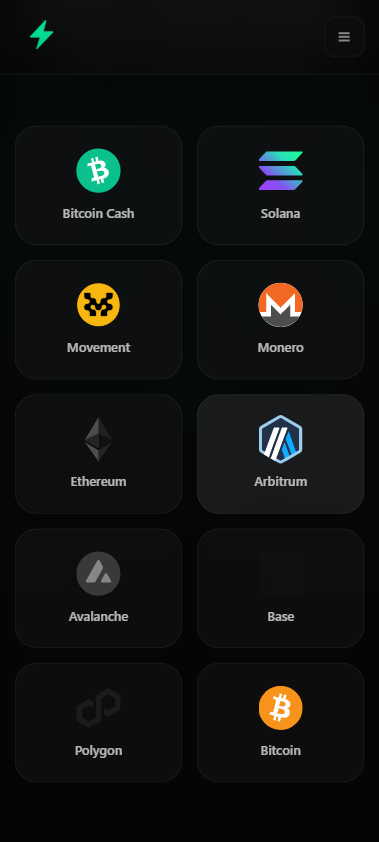 Bitcoin Cash
Solana
Movement
Monero
Ethereum
Arbitrum
Avalanche
Base
Polygon
Bitcoin